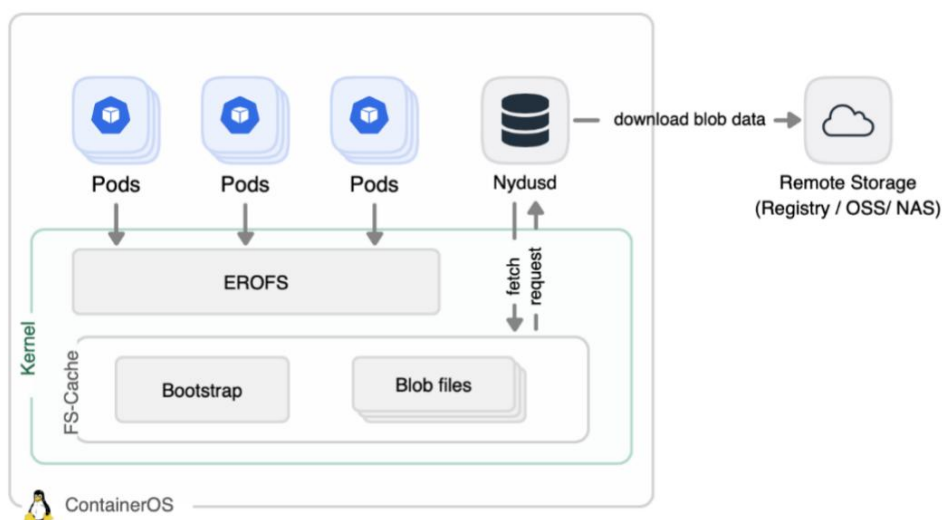 Pods
Pods
Pods
Nydusd
download blob data
Remote Storage
(Registry / OSS/ NAS)
fetch
request
EROFS
Kernel
FS-Cache
Bootstrap
Blob files
ContainerOS